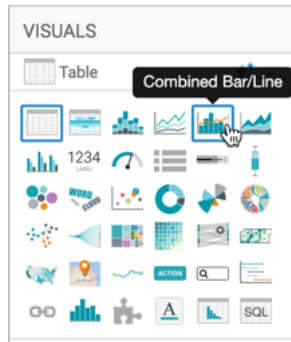 VISUALS
Table
Combined Bar/Line
1234
LABEL
WORD
CLOUD
ACTION
A
SQL